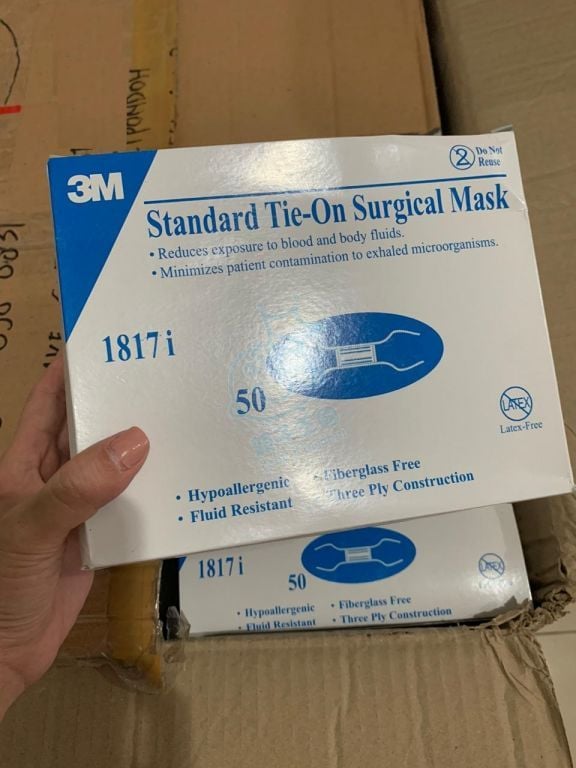 3M
2
Do Not
Reuse
Standard Tie-On Surgical Mask
• Reduces exposure to blood and body fluids.
• Minimizes patient contamination to exhaled microorganisms.
1817i
50
LATEX
Latex-Free
• Hypoallergenic
• Fiberglass Free
• Fluid Resistant
Three Ply Construction
1817i
50
LATEX
• Hypoallergenic
• Fiberglass Free
• Fluid Resistant
• Three Ply Construction